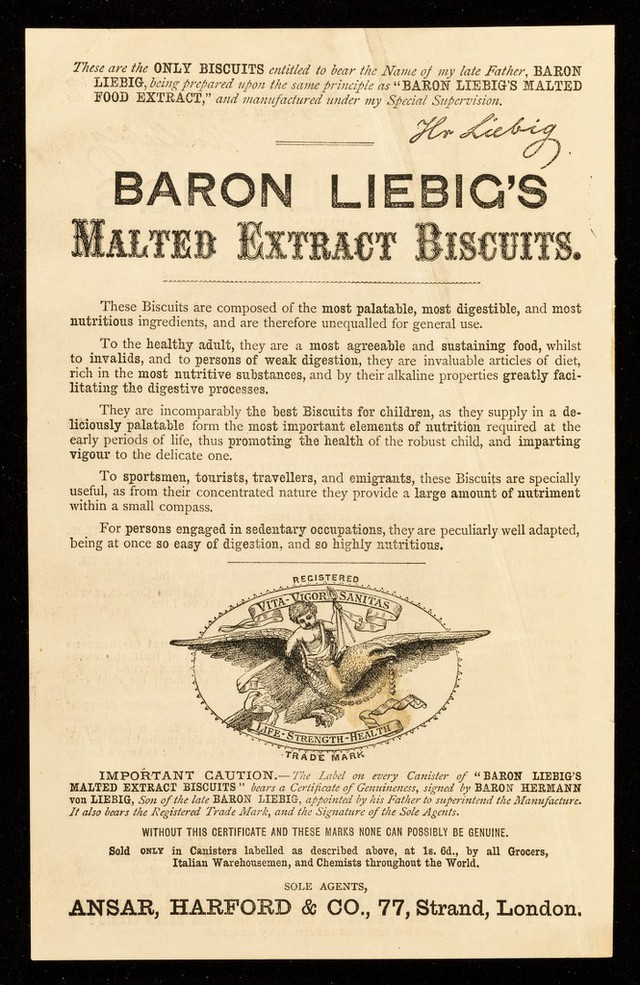 These are the ONLY BISCUITS entitled to bear the Name of my late Father, BARON
LIEBIG, being prepared upon the same principle as "BARON LIEBIG'S MALTED
FOOD EXTRACT," and manufactured under my Special Supervision.
Hr Liebig
BARON LIEBIG'S
MALTED EXTRACT BISCUITS.
These Biscuits are composed of the most palatable, most digestible, and most
nutritious ingredients, and are therefore unequalled for general use.
To the healthy adult, they are a most agreeable and sustaining food, whilst
to invalids, and to persons of weak digestion, they are invaluable articles of diet,
rich in the most nutritive substances, and by their alkaline properties greatly faci-
litating the digestive processes.
They are incomparably the best Biscuits for children, as they supply in a de-
liciously palatable form the most important elements of nutrition required at the
early periods of life, thus promoting the health of the robust child, and imparting
vigour to the delicate one.
To sportsmen, tourists, travellers, and emigrants, these Biscuits are specially
useful, as from their concentrated nature they provide a large amount of nutriment
within a small compass.
For persons engaged in sedentary occupations, they are peculiarly well adapted,
being at once so easy of digestion, and so highly nutritious.
REGISTERED
VITA-VIGOR-SANITAS
LIFE-STRENGTH-HEALTH
TRADE MARK
IMPORTANT CAUTION.—The Label on every Canister of "BARON LIEBIG'S
MALTED EXTRACT BISCUITS" bears a Certificate of Genuineness, signed by BARON HERMANN
von LIEBIG, Son of the late BARON LIEBIG, appointed by his Father to superintend the Manufacture.
It also bears the Registered Trade Mark, and the Signature of the Sole Agents.
WITHOUT THIS CERTIFICATE AND THESE MARKS NONE CAN POSSIBLY BE GENUINE.
Sold ONLY in Canisters labelled as described above, at 1s. 6d., by all Grocers,
Italian Warehousemen, and Chemists throughout the World.
SOLE AGENTS,
ANSAR, HARFORD & CO., 77, Strand, London.